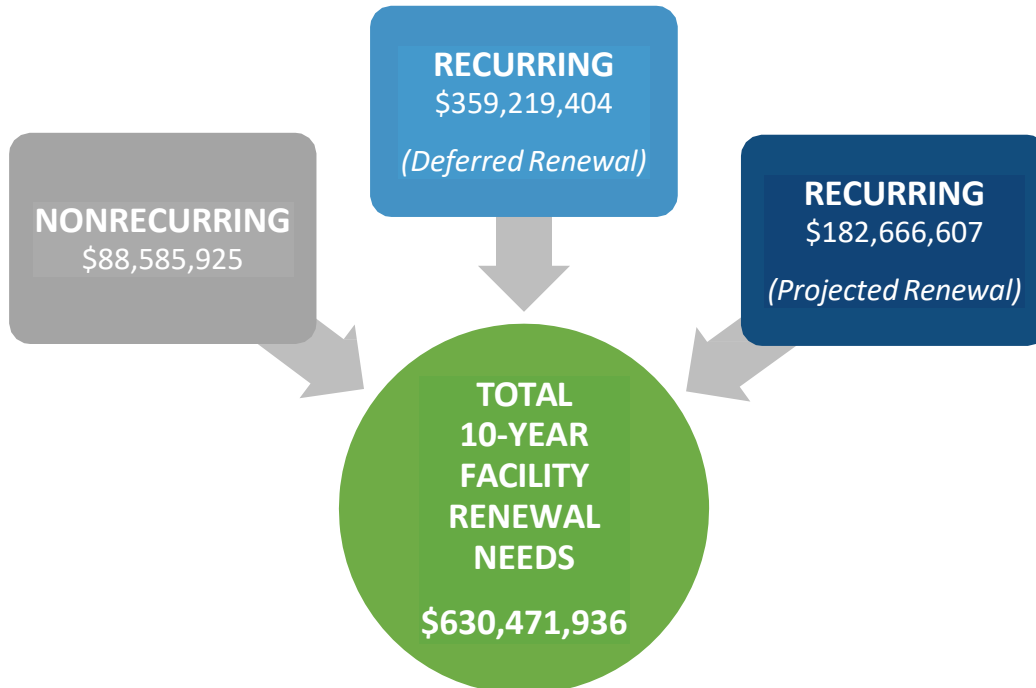 RECURRING
$359,219,404
(Deferred Renewal)
NONRECURRING
$88,585,925
RECURRING
$182,666,607
(Projected Renewal)
TOTAL
10-YEAR
FACILITY
RENEWAL
NEEDS
$630,471,936